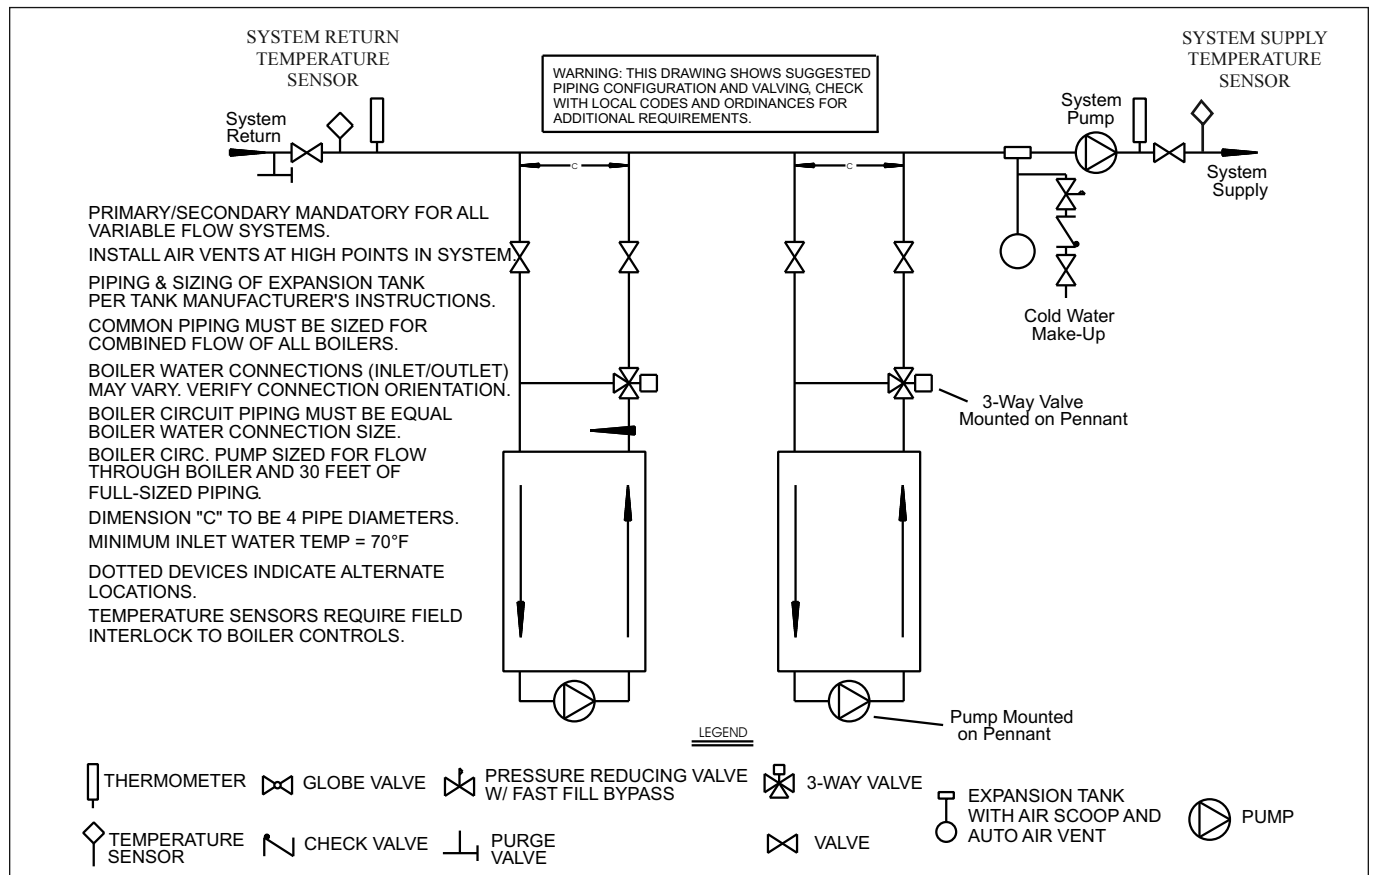 SYSTEM RETURN
TEMPERATURE
SENSOR
SYSTEM SUPPLY
TEMPERATURE
SENSOR
WARNING: THIS DRAWING SHOWS SUGGESTED
PIPING CONFIGURATION AND VALVING, CHECK
WITH LOCAL CODES AND ORDINANCES FOR
ADDITIONAL REQUIREMENTS.
System
Return
System
Pump
C
C
System
Supply
PRIMARY/SECONDARY MANDATORY FOR ALL
VARIABLE FLOW SYSTEMS.
INSTALL AIR VENTS AT HIGH POINTS IN SYSTEM.
PIPING & SIZING OF EXPANSION TANK
PER TANK MANUFACTURER'S INSTRUCTIONS.
COMMON PIPING MUST BE SIZED FOR
COMBINED FLOW OF ALL BOILERS.
BOILER WATER CONNECTIONS (INLET/OUTLET)
MAY VARY. VERIFY CONNECTION ORIENTATION.
BOILER CIRCUIT PIPING MUST BE EQUAL
BOILER WATER CONNECTION SIZE.
BOILER CIRC. PUMP SIZED FOR FLOW
THROUGH BOILER AND 30 FEET OF
FULL-SIZED PIPING.
DIMENSION "C" TO BE 4 PIPE DIAMETERS.
MINIMUM INLET WATER TEMP = 70°F
DOTTED DEVICES INDICATE ALTERNATE
LOCATIONS.
TEMPERATURE SENSORS REQUIRE FIELD
INTERLOCK TO BOILER CONTROLS.
Cold Water
Make-Up
3-Way Valve
Mounted on Pennant
Pump Mounted
on Pennant
LEGEND
THERMOMETER
GLOBE VALVE
PRESSURE REDUCING VALVE
W/ FAST FILL BYPASS
3-WAY VALVE
EXPANSION TANK
WITH AIR SCOOP AND
AUTO AIR VENT
PUMP
TEMPERATURE
SENSOR
CHECK VALVE
PURGE
VALVE
VALVE